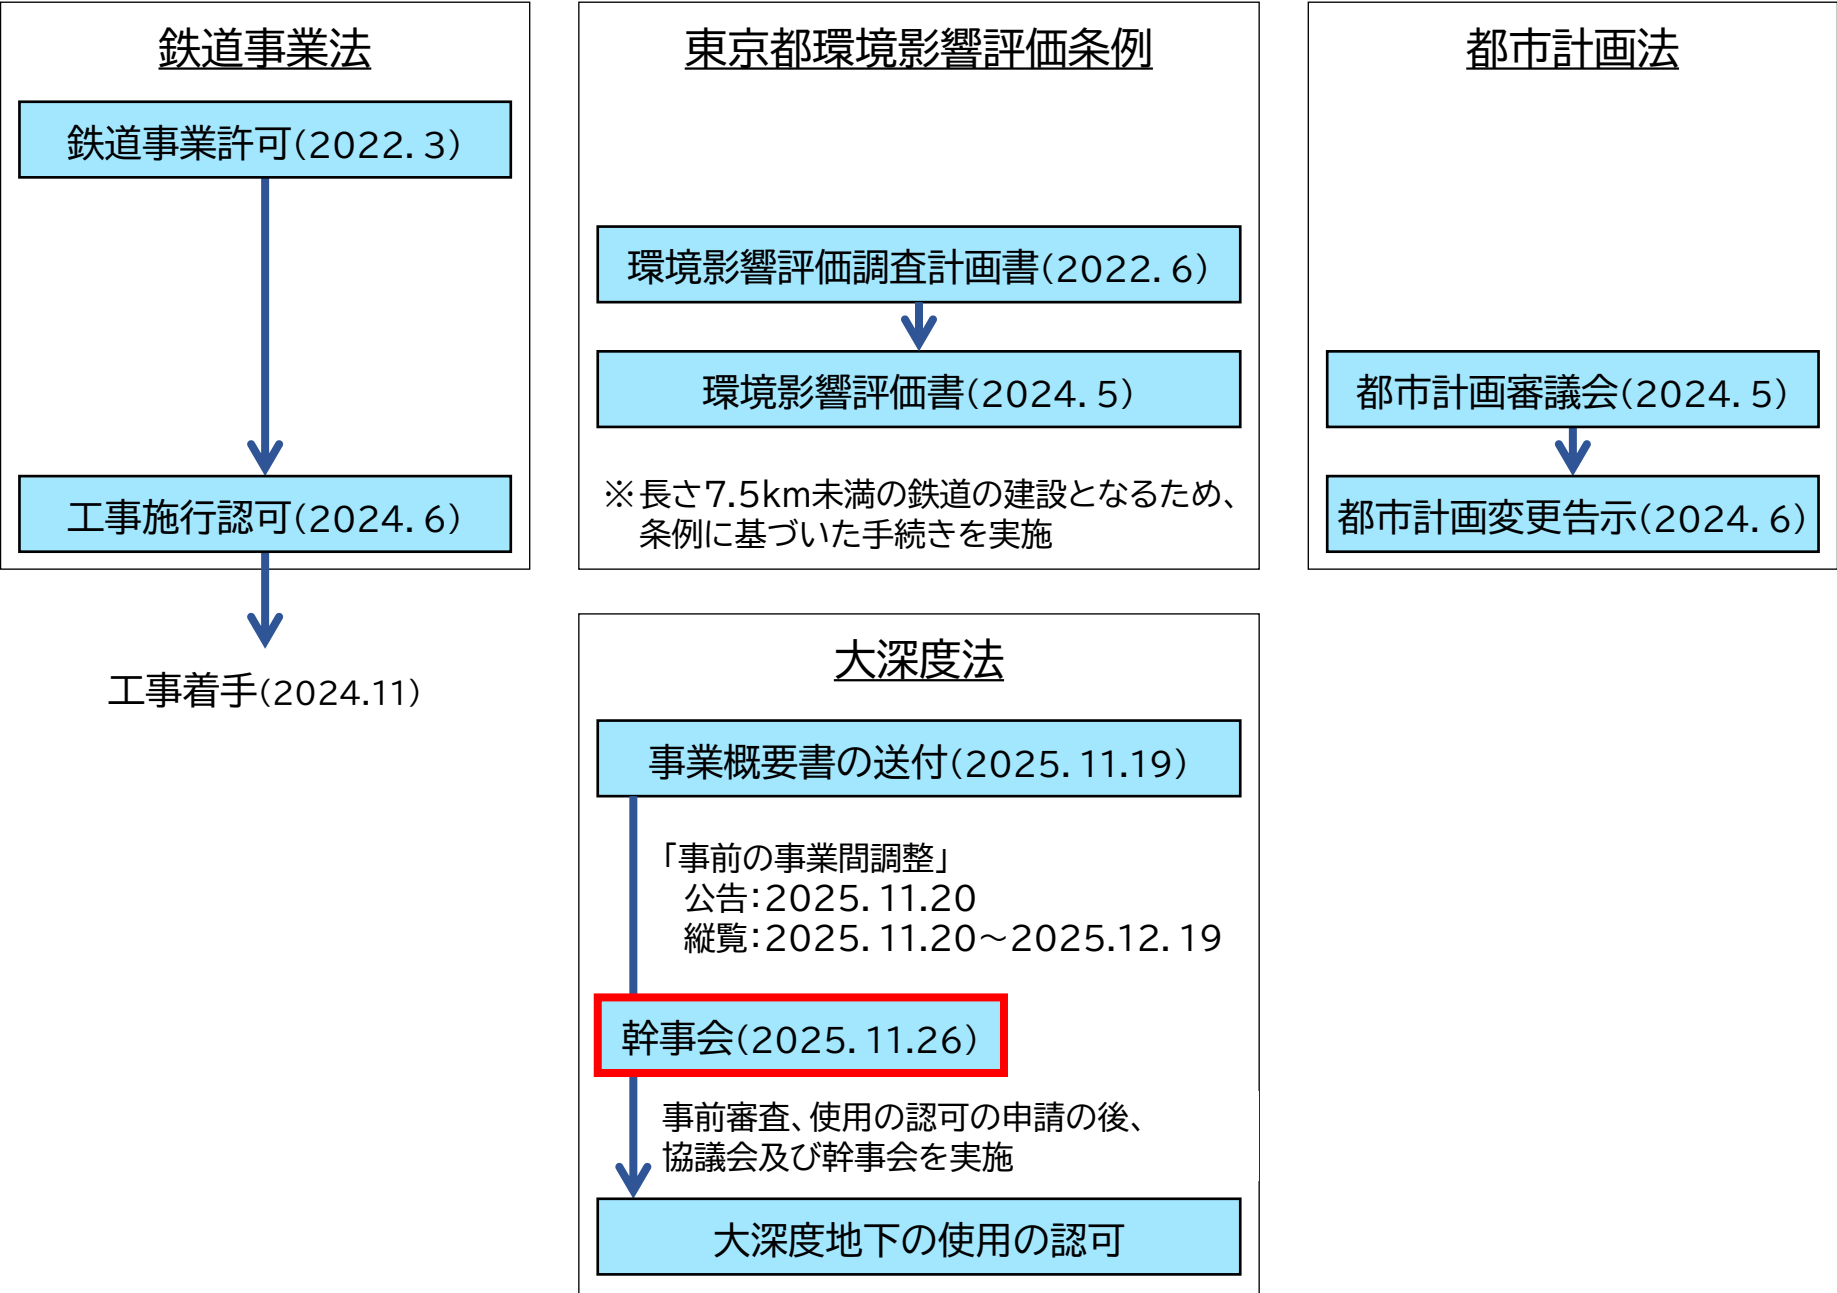 鉄道事業法
鉄道事業許可(2022.3)
工事施行認可(2024.6)
工事着手(2024.11)
東京都環境影響評価条例
環境影響評価調査計画書(2022.6)
環境影響評価書(2024.5)
※長さ7.5km未満の鉄道の建設となるため、
条例に基づいた手続きを実施
都市計画法
都市計画審議会(2024.5)
都市計画変更告示(2024.6)
大深度法
事業概要書の送付(2025.11.19)
「事前の事業間調整」
公告：2025.11.20
縦覧：2025.11.20～2025.12.19
幹事会(2025.11.26)
事前審査、使用の認可の申請の後、
協議会及び幹事会を実施
大深度地下の使用の認可